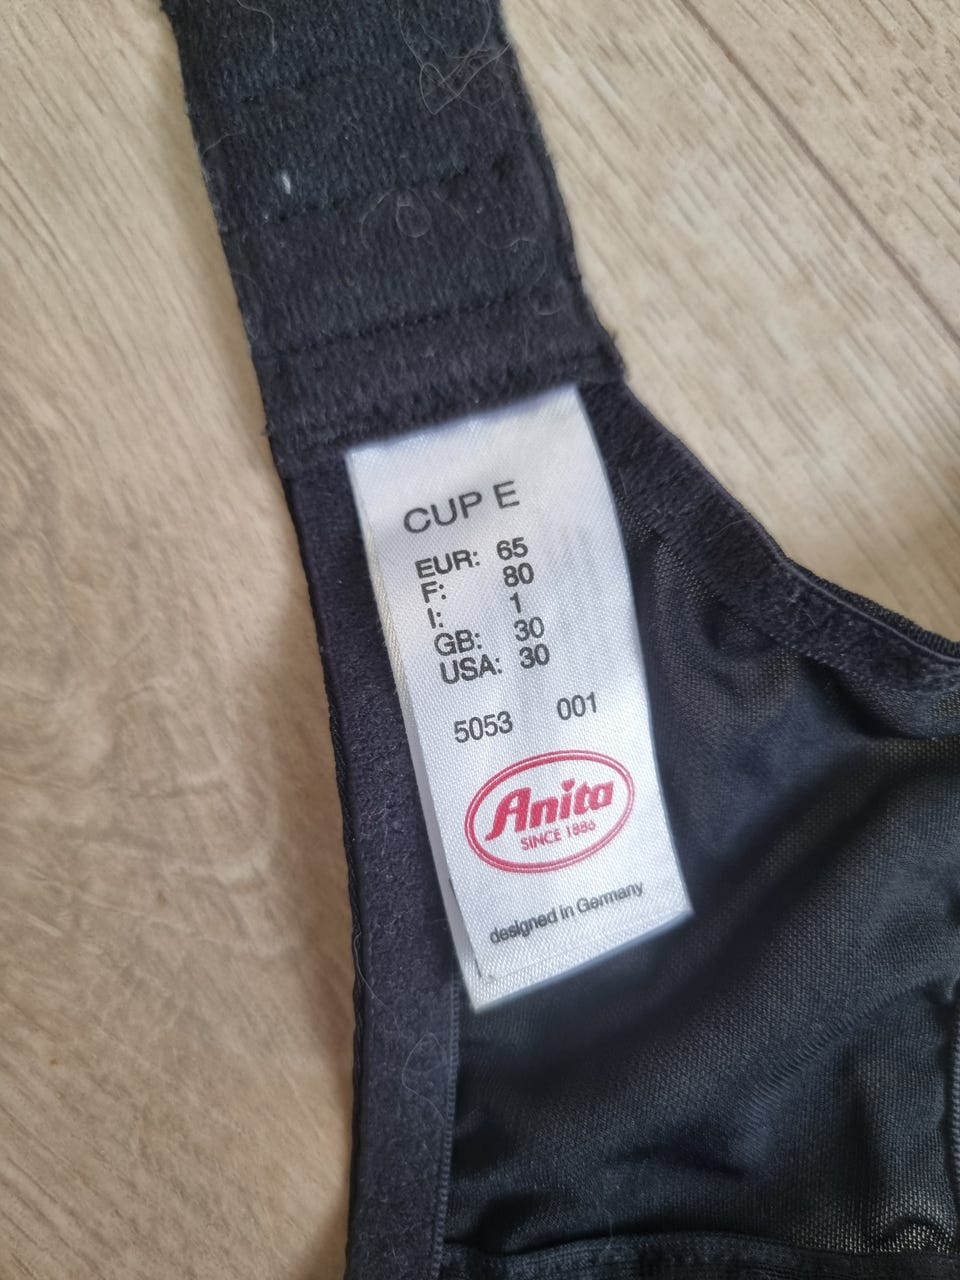 CUP E
EUR: 65
F: 80
I: 1
GB: 30
USA: 30
5053 001
Anita
SINCE 1886
designed in Germany